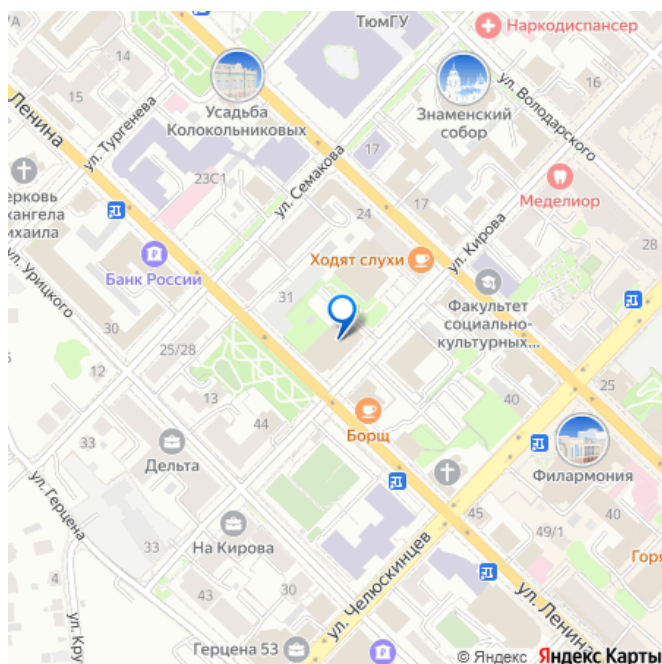 ТюмГУ
Наркодиспансер
14
16
ул. Володарского
Ленина
15
ул. Тургенева
Усадьба
Колокольниковых
Знаменский
собор
17
23С1
ул. Семакова
Меделиор
ерковь
хангела
ихаила
24
17
ул. Кирова
28
ул. Урицкого
Банк России
Ходят слухи
31
Факультет
социально-
культурных...
30
25/28
12
13
40
25
33
44
Борщ
Дельта
Филармония
ул. Герцена
45
49/1
40
33
На Кирова
ул. Челюскинцев
Горя
4
43
30
ул. Кру
Герцена 53
ул. Ленина
© Яндекс Яндекс Карты